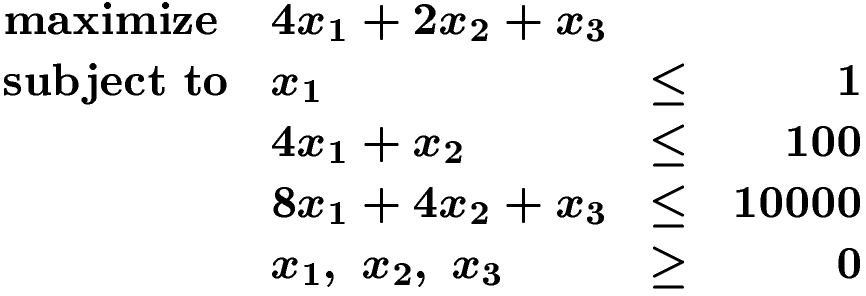 maximize 4x₁ + 2x₂ + x₃
subject to x₁ ≤ 1
4x₁ + x₂ ≤ 100
8x₁ + 4x₂ + x₃ ≤ 10000
x₁, x₂, x₃ ≥ 0